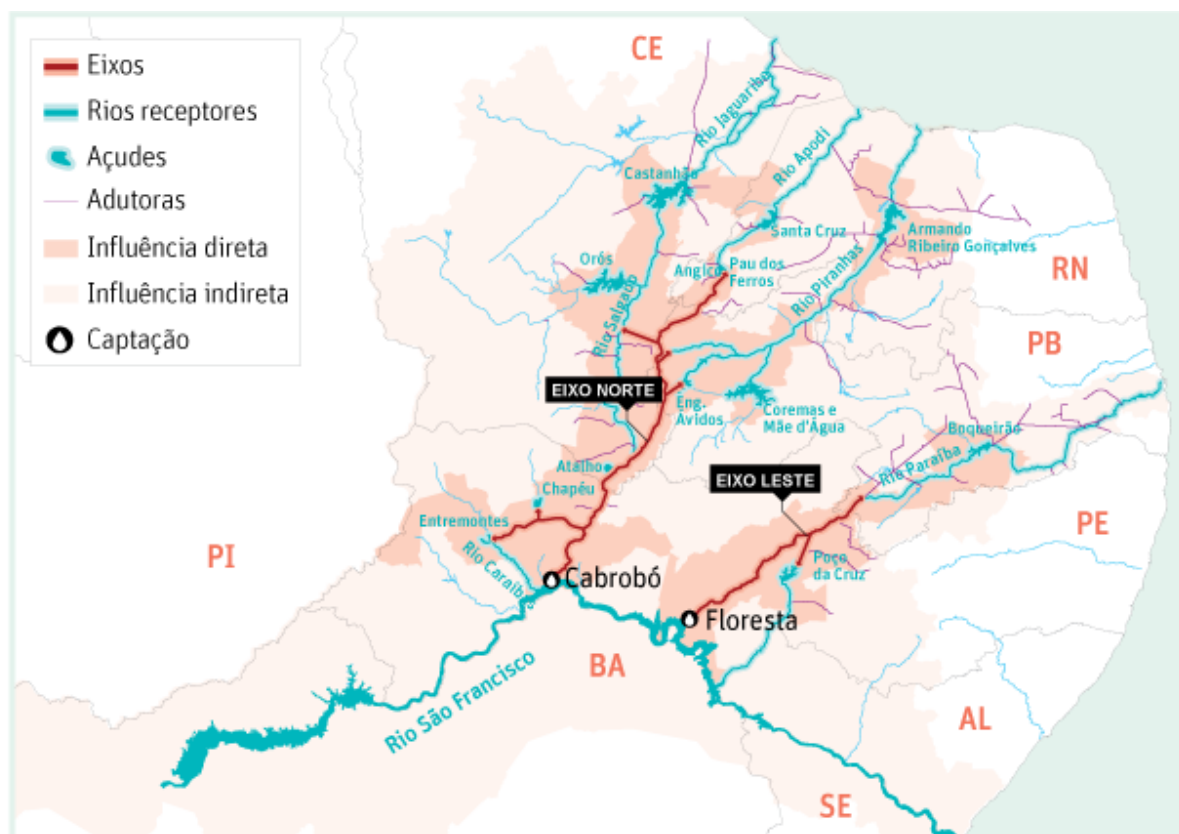 Eixos
Rios receptores
Açudes
Adutoras
Influência direta
Influência indireta
Captação
CE
Rio Jaguaribe
Rio Apodi
Castanhão
Santa Cruz
Armando
Ribeiro Gonçalves
RN
Orós
Angico
Pau dos
Ferros
Rio Piranhas
Rio Salgado
PB
EIXO NORTE
Eng.
Ávidos
Coremas e
Mãe d'Água
Boqueirão
Rio Paraíba
Atalho
Chapéu
EIXO LESTE
Entremontes
PE
PI
Rio Caraíbas
Poço
da Cruz
Cabrobó
Floresta
BA
Rio São Francisco
AL
SE